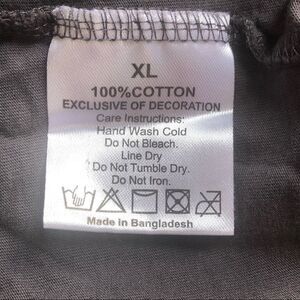 XL
100%COTTON
EXCLUSIVE OF DECORATION
Care Instructions:
Hand Wash Cold
Do Not Bleach.
Line Dry
Do Not Tumble Dry.
Do Not Iron.
Made in Bangladesh